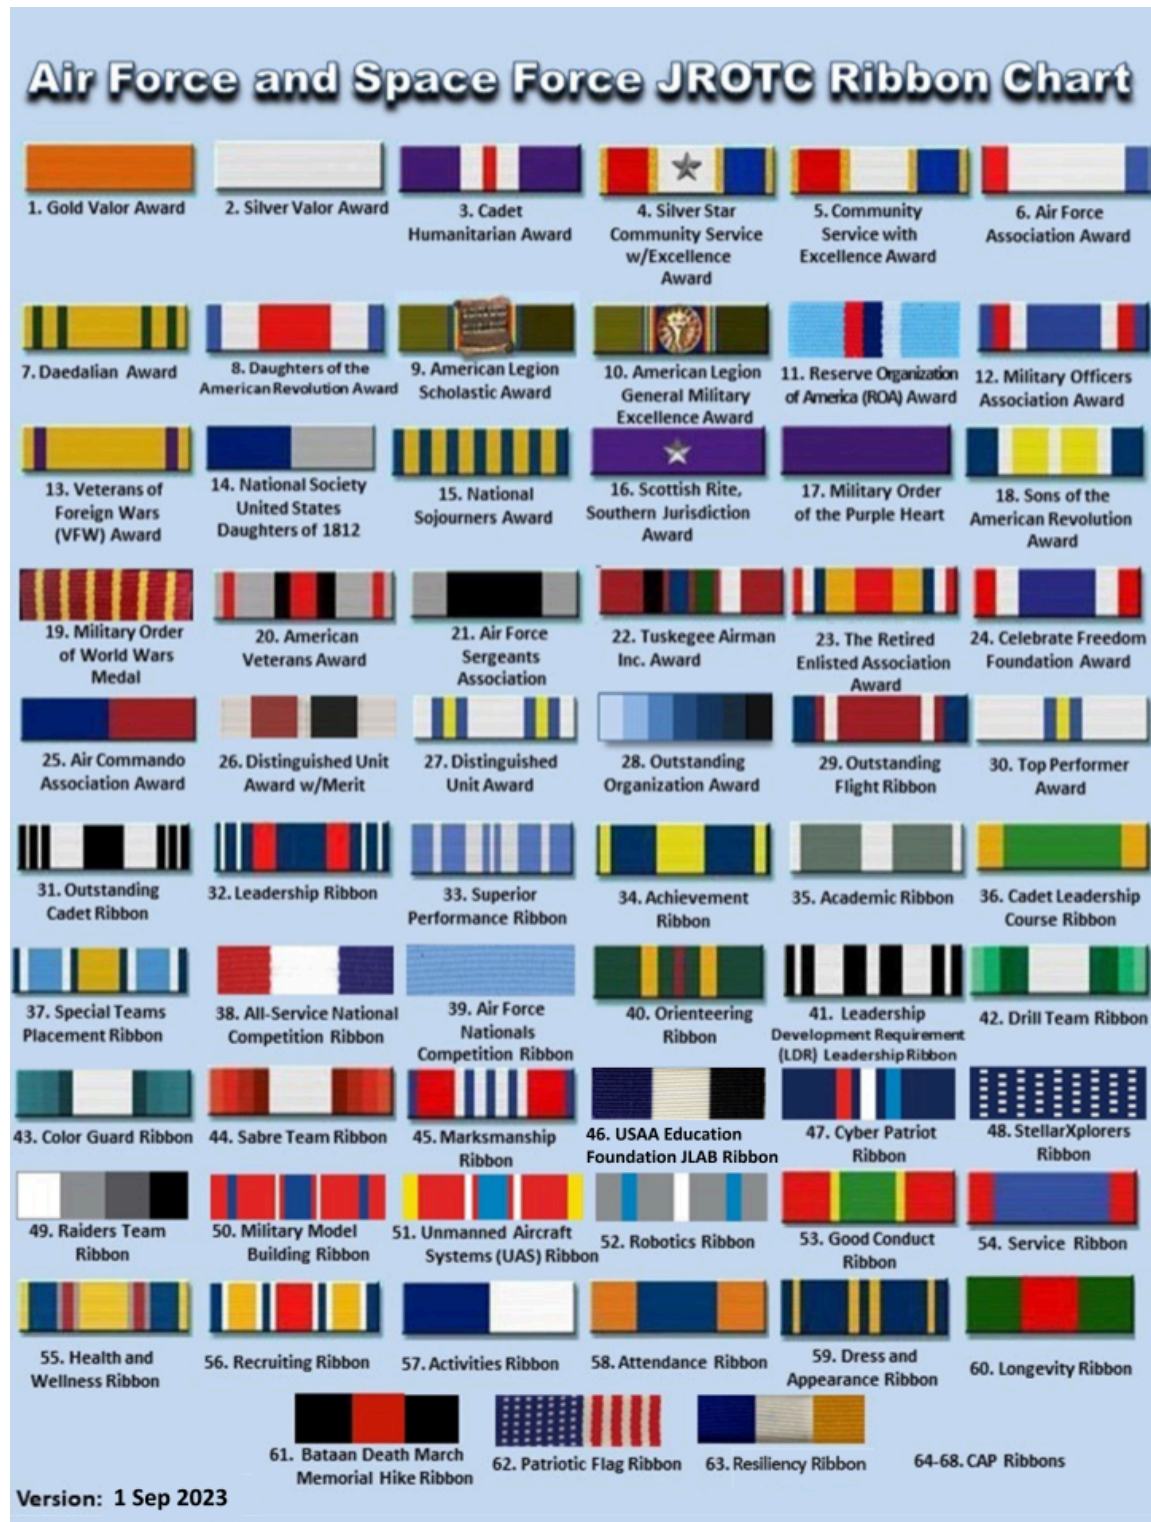 Air Force and Space Force JROTC Ribbon Chart
1. Gold Valor Award
2. Silver Valor Award
3. Cadet
Humanitarian Award
4. Silver Star
Community Service
w/Excellence
Award
5. Community
Service with
Excellence Award
6. Air Force
Association Award
7. Daedalian Award
8. Daughters of the
American Revolution Award
9. American Legion
Scholastic Award
10. American Legion
General Military
Excellence Award
11. Reserve Organization
of America (ROA) Award
12. Military Officers
Association Award
13. Veterans of
Foreign Wars
(VFW) Award
14. National Society
United States
Daughters of 1812
15. National
Sojourners Award
16. Scottish Rite,
Southern Jurisdiction
Award
17. Military Order
of the Purple Heart
18. Sons of the
American Revolution
Award
19. Military Order
of World Wars
Medal
20. American
Veterans Award
21. Air Force
Sergeants
Association
22. Tuskegee Airman
Inc. Award
23. The Retired
Enlisted Association
Award
24. Celebrate Freedom
Foundation Award
25. Air Commando
Association Award
26. Distinguished Unit
Award w/Merit
27. Distinguished
Unit Award
28. Outstanding
Organization Award
29. Outstanding
Flight Ribbon
30. Top Performer
Award
31. Outstanding
Cadet Ribbon
32. Leadership Ribbon
33. Superior
Performance Ribbon
34. Achievement
Ribbon
35. Academic Ribbon
36. Cadet Leadership
Course Ribbon
37. Special Teams
Placement Ribbon
38. All-Service National
Competition Ribbon
39. Air Force
Nationals
Competition Ribbon
40. Orienteering
Ribbon
41. Leadership
Development Requirement
(LDR) Leadership Ribbon
42. Drill Team Ribbon
43. Color Guard Ribbon
44. Sabre Team Ribbon
45. Marksmanship
Ribbon
46. USAA Education
Foundation JLAB Ribbon
47. Cyber Patriot
Ribbon
48. StellarXplorers
Ribbon
49. Raiders Team
Ribbon
50. Military Model
Building Ribbon
51. Unmanned Aircraft
Systems (UAS) Ribbon
52. Robotics Ribbon
53. Good Conduct
Ribbon
54. Service Ribbon
55. Health and
Wellness Ribbon
56. Recruiting Ribbon
57. Activities Ribbon
58. Attendance Ribbon
59. Dress and
Appearance Ribbon
60. Longevity Ribbon
61. Bataan Death March
Memorial Hike Ribbon
62. Patriotic Flag Ribbon
63. Resiliency Ribbon
64-68. CAP Ribbons
Version: 1 Sep 2023